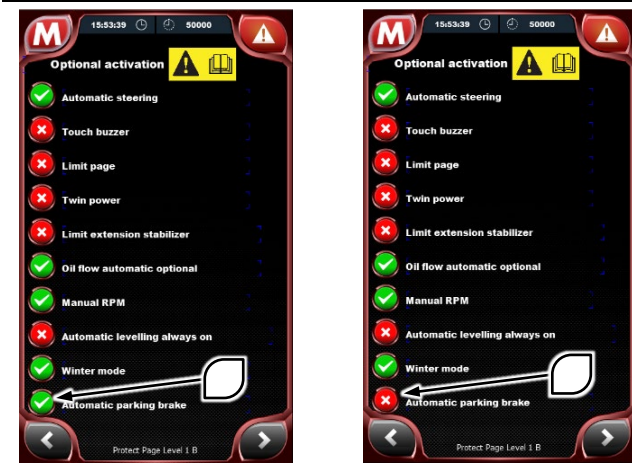 M
15:53:39 50000
Optional activation
Automatic steering
Touch buzzer
Limit page
Twin power
Limit extension stabilizer
Oil flow automatic optional
Manual RPM
Automatic levelling always on
Winter mode
Automatic parking brake
Protect Page Level 1 B
M
15:53:39 50000
Optional activation
Automatic steering
Touch buzzer
Limit page
Twin power
Limit extension stabilizer
Oil flow automatic optional
Manual RPM
Automatic levelling always on
Winter mode
Automatic parking brake
Protect Page Level 1 B